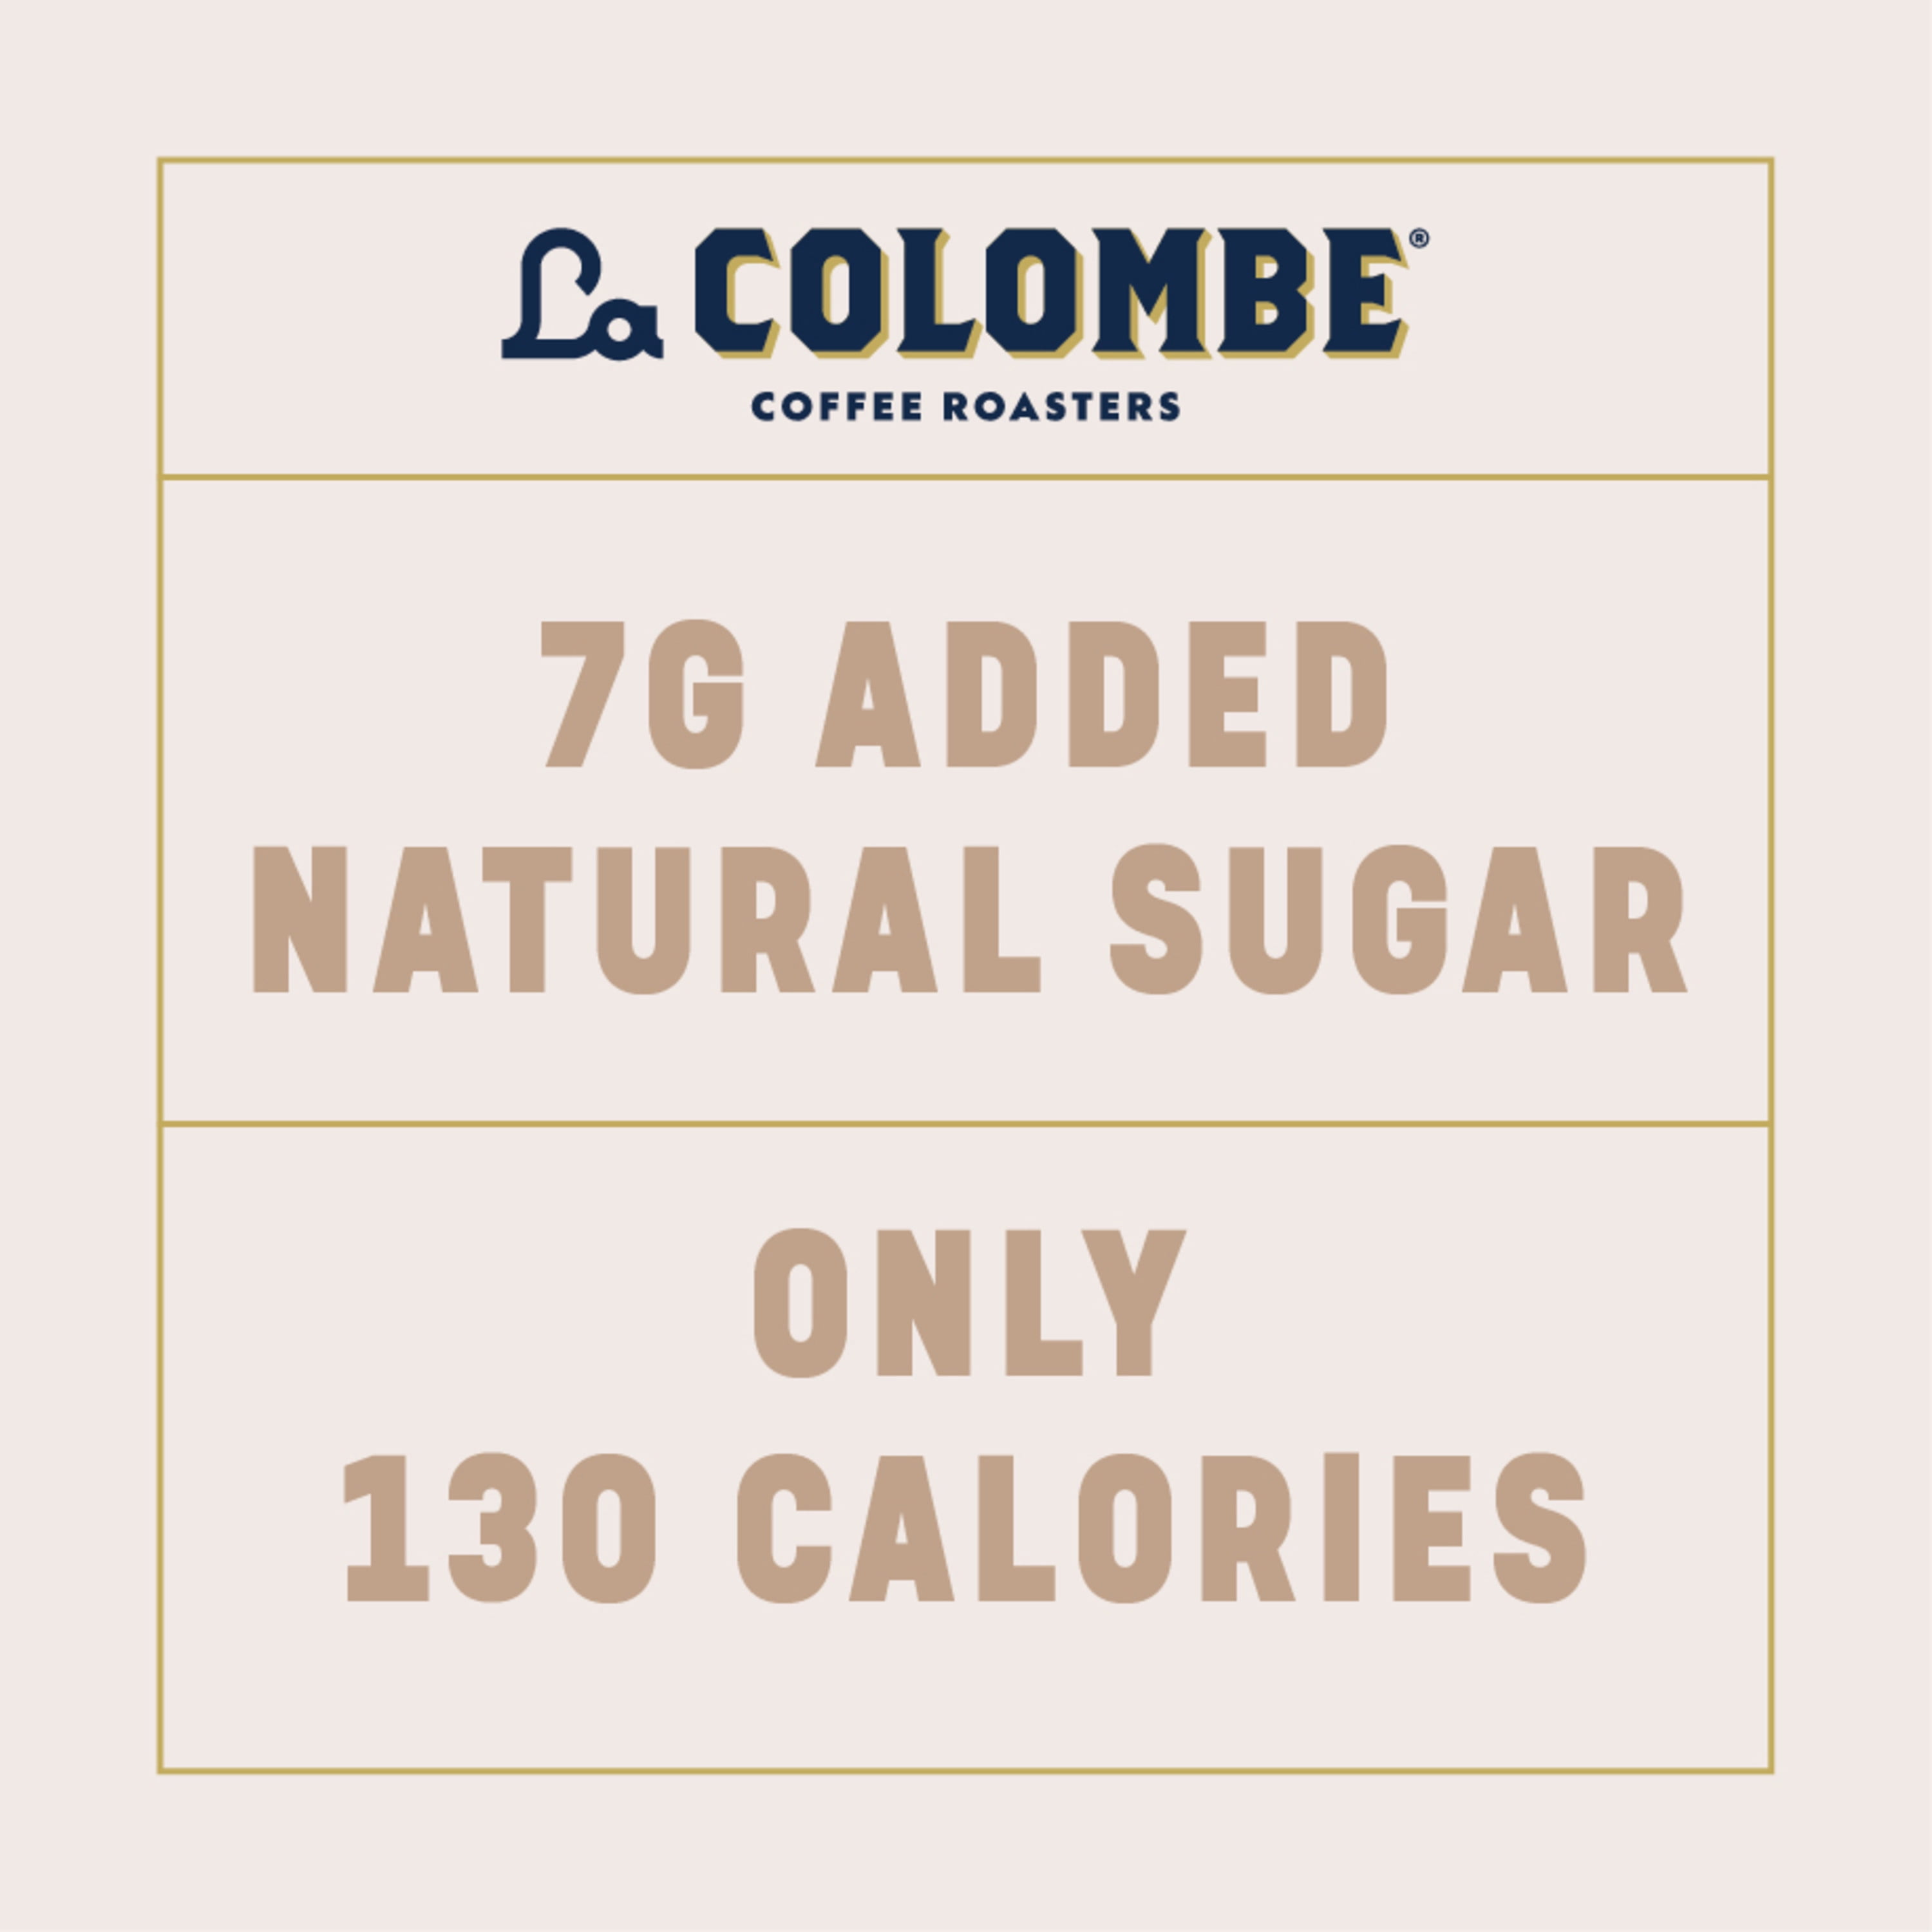 La COLOMBE®
COFFEE ROASTERS
7G ADDED
NATURAL SUGAR
ONLY
130 CALORIES